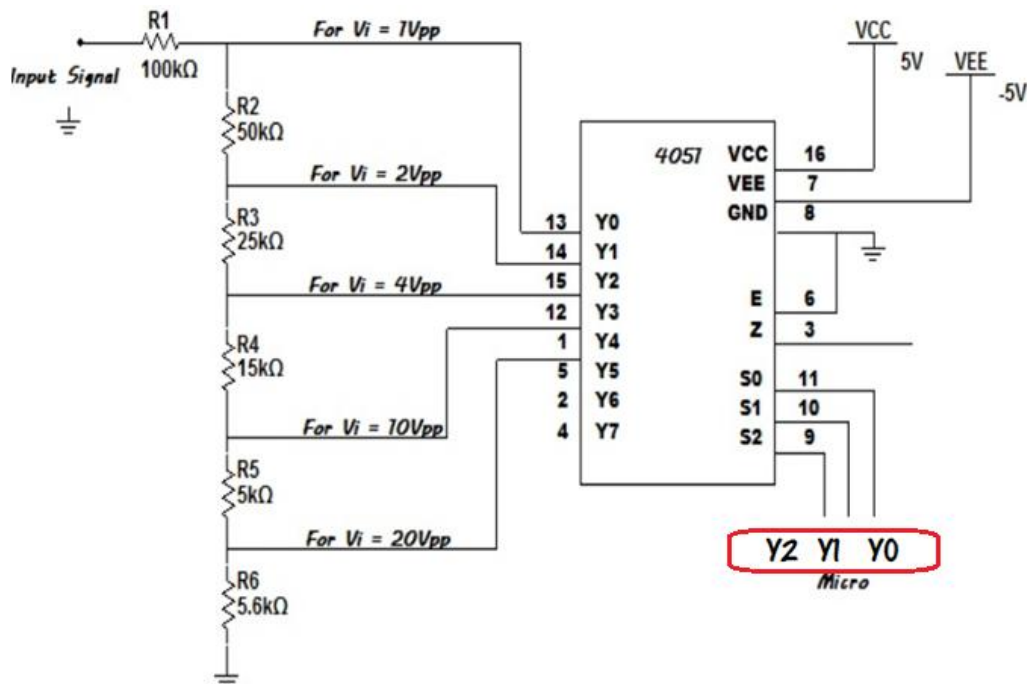 R1
For Vi = 1Vpp
VCC
5V
VEE
-5V
Input Signal
100kΩ
R2
50kΩ
4051
VCC
16
VEE
7
GND
8
For Vi = 2Vpp
R3
25kΩ
13
Y0
14
Y1
For Vi = 4Vpp
15
Y2
12
Y3
1
Y4
5
Y5
2
Y6
4
Y7
E
6
Z
3
S0
11
S1
10
S2
9
R4
15kΩ
For Vi = 10Vpp
R5
5kΩ
For Vi = 20Vpp
Y2 Y1 Y0
Micro
R6
5.6kΩ